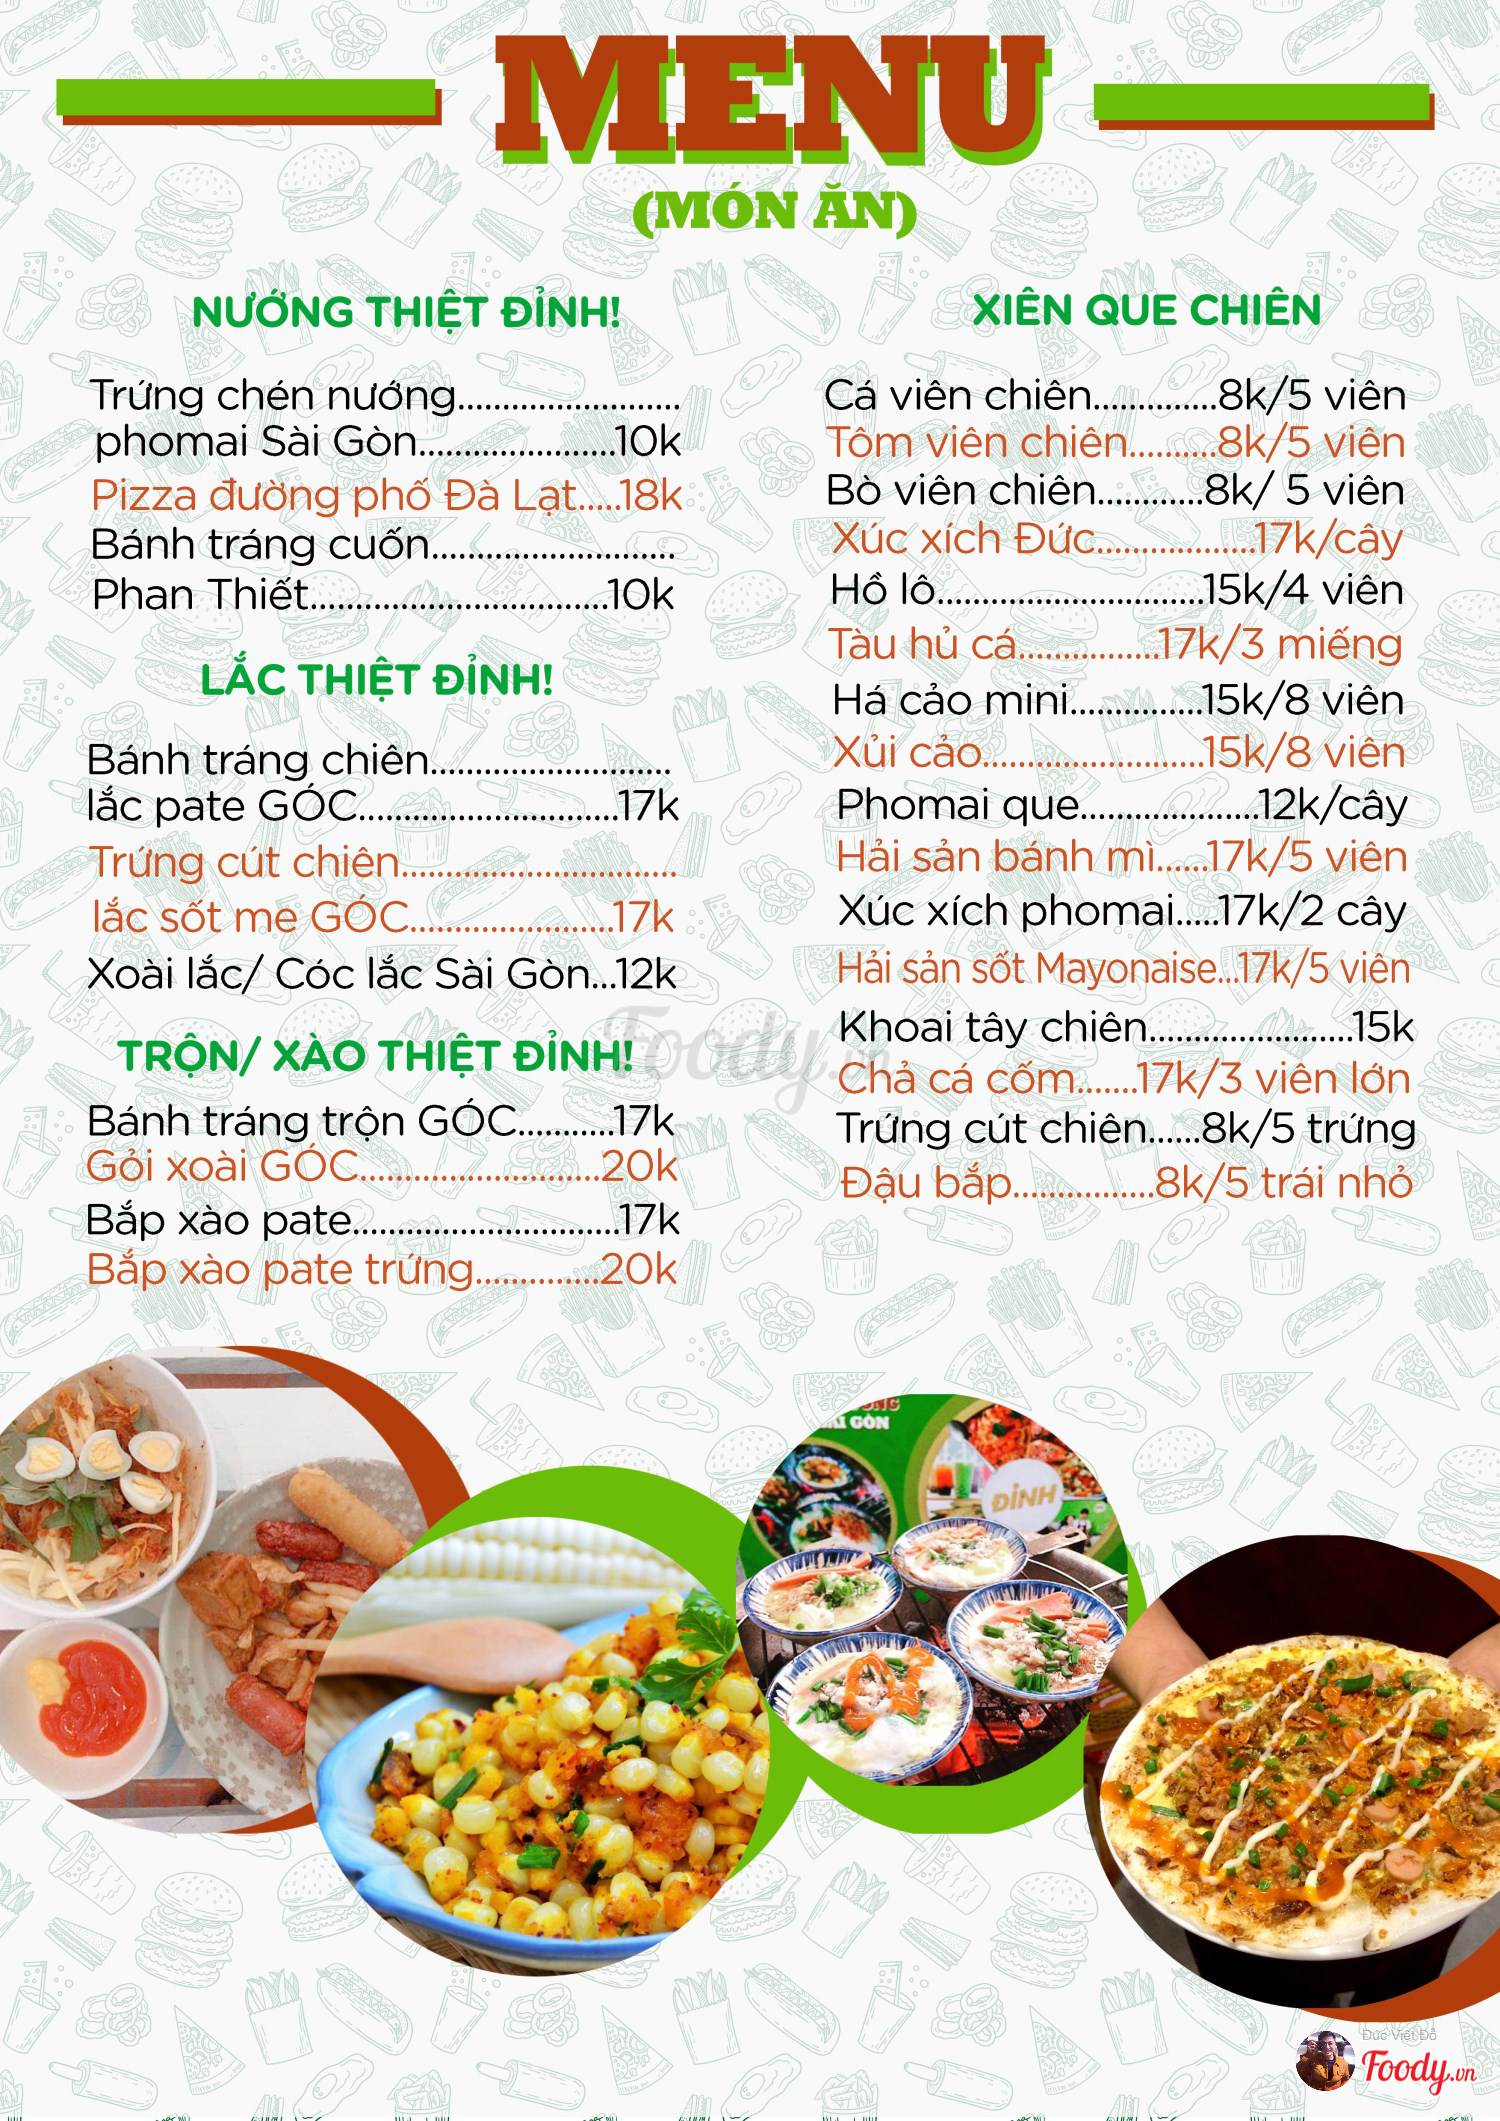 MENU
(MÓN ĂN)
NƯỚNG THIỆT ĐỈNH!
Trứng chén nướng.........................
phomai Sài Gòn......................10k
Pizza đường phố Đà Lạt.....18k
Bánh tráng cuốn...........................
Phan Thiết.................................10k
LẮC THIỆT ĐỈNH!
Bánh tráng chiên..........................
lắc pate GÓC.............................17k
Trứng cút chiên..............................
lắc sốt me GÓC......................17k
Xoài lắc/ Cóc lắc Sài Gòn...12k
TRỘN/ XÀO THIỆT ĐỈNH!
Bánh tráng trộn GÓC...........17k
Gỏi xoài GÓC..........................20k
Bắp xào pate.............................17k
Bắp xào pate trứng..............20k
XIÊN QUE CHIÊN
Cá viên chiên..............8k/5 viên
Tôm viên chiên..........8k/5 viên
Bò viên chiên............8k/ 5 viên
Xúc xích Đức..................17k/cây
Hồ lô.............................15k/4 viên
Tàu hủ cá................17k/3 miếng
Há cảo mini...............15k/8 viên
Xủi cảo........................15k/8 viên
Phomai que....................12k/cây
Hải sản bánh mì......17k/5 viên
Xúc xích phomai.....17k/2 cây
Hải sản sốt Mayonaise...17k/5 viên
Khoai tây chiên.......................15k
Chả cá cốm.......17k/3 viên lớn
Trứng cút chiên......8k/5 trứng
Đậu bắp................8k/5 trái nhỏ
Foody.vn
SÀI GÒN
ĐỈNH
Đức Việt Đỗ
Foody.vn